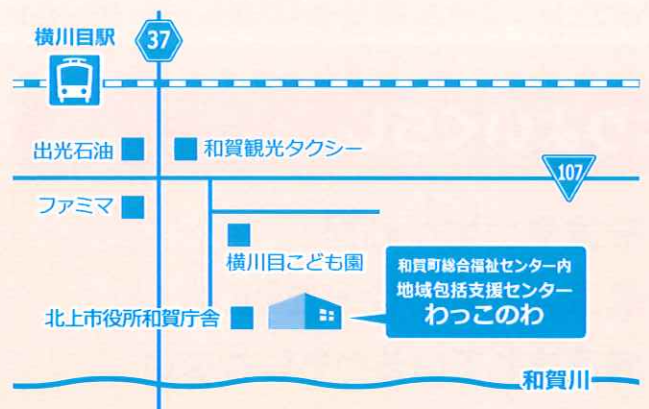 横川目駅
37
出光石油
和賀観光タクシー
107
ファミマ
横川目こども園
和賀町総合福祉センター内
地域包括支援センター
わっこのわ
北上市役所和賀庁舎
和賀川